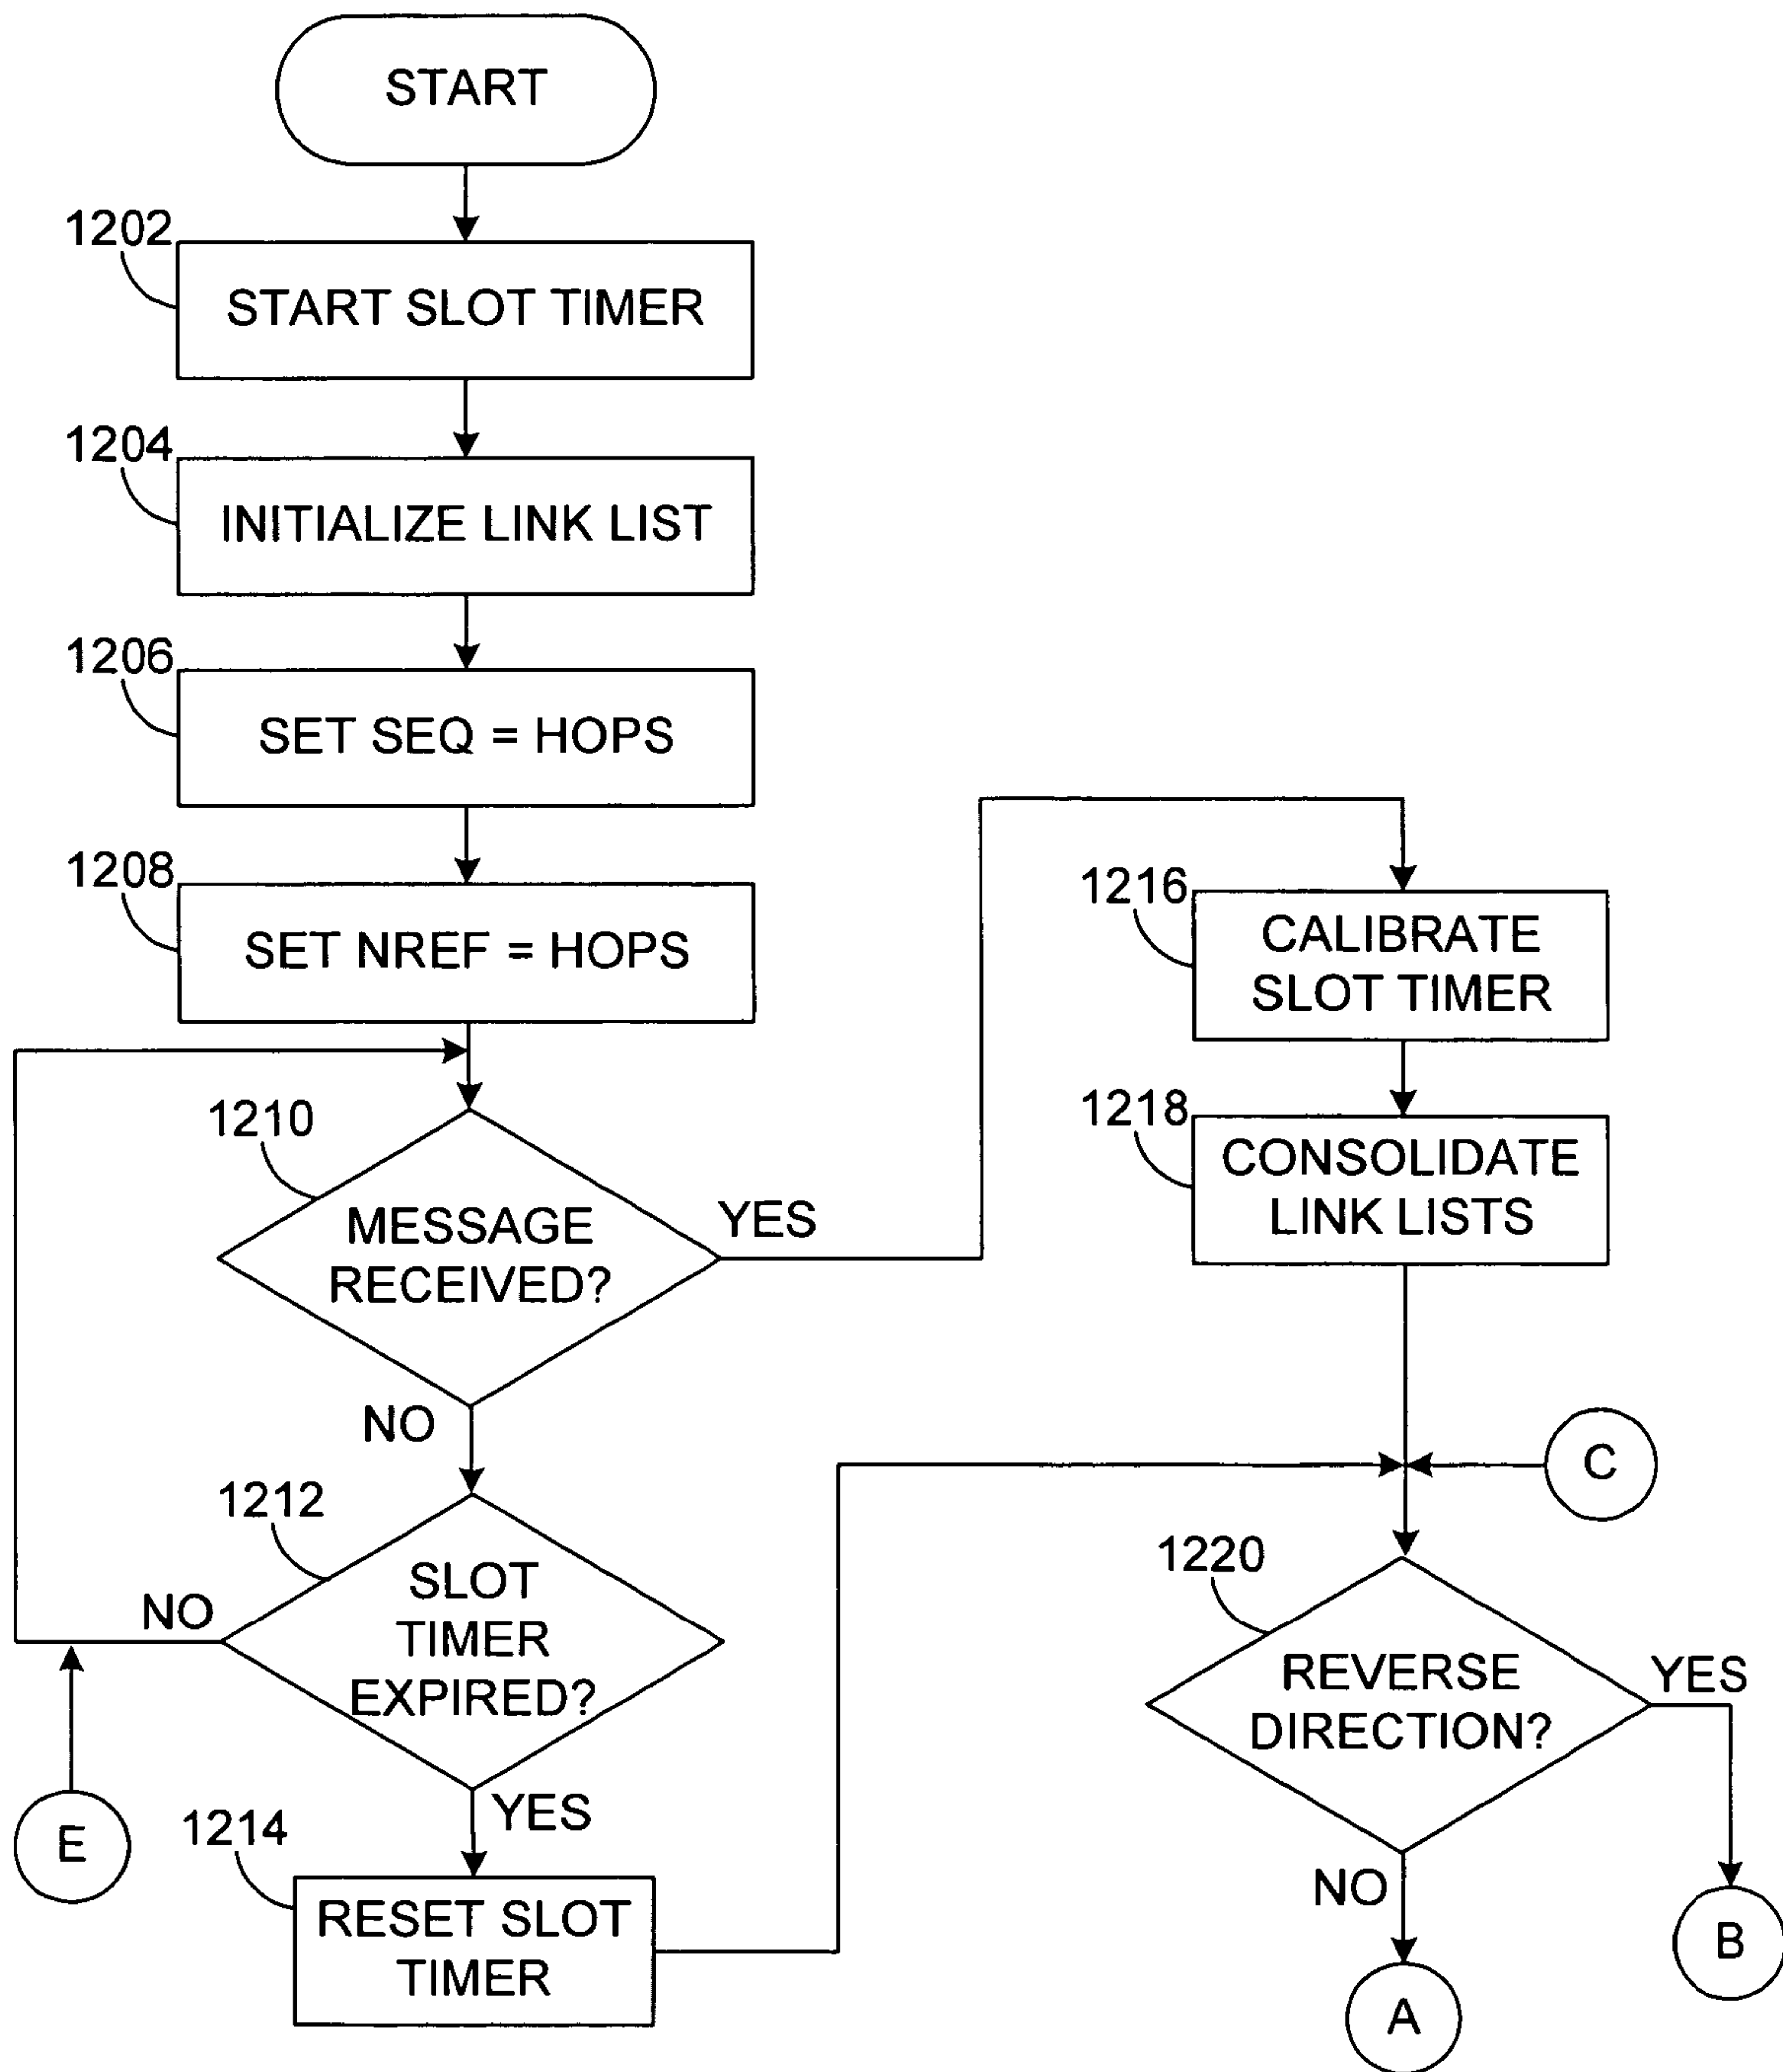 START
1202
START SLOT TIMER
1204
INITIALIZE LINK LIST
1206
SET SEQ = HOPS
1208
SET NREF = HOPS
1210
MESSAGE
RECEIVED?
YES
NO
1212
SLOT
TIMER
EXPIRED?
NO
YES
E
1214
RESET SLOT
TIMER
1216
CALIBRATE
SLOT TIMER
1218
CONSOLIDATE
LINK LISTS
C
1220
REVERSE
DIRECTION?
YES
NO
B
A